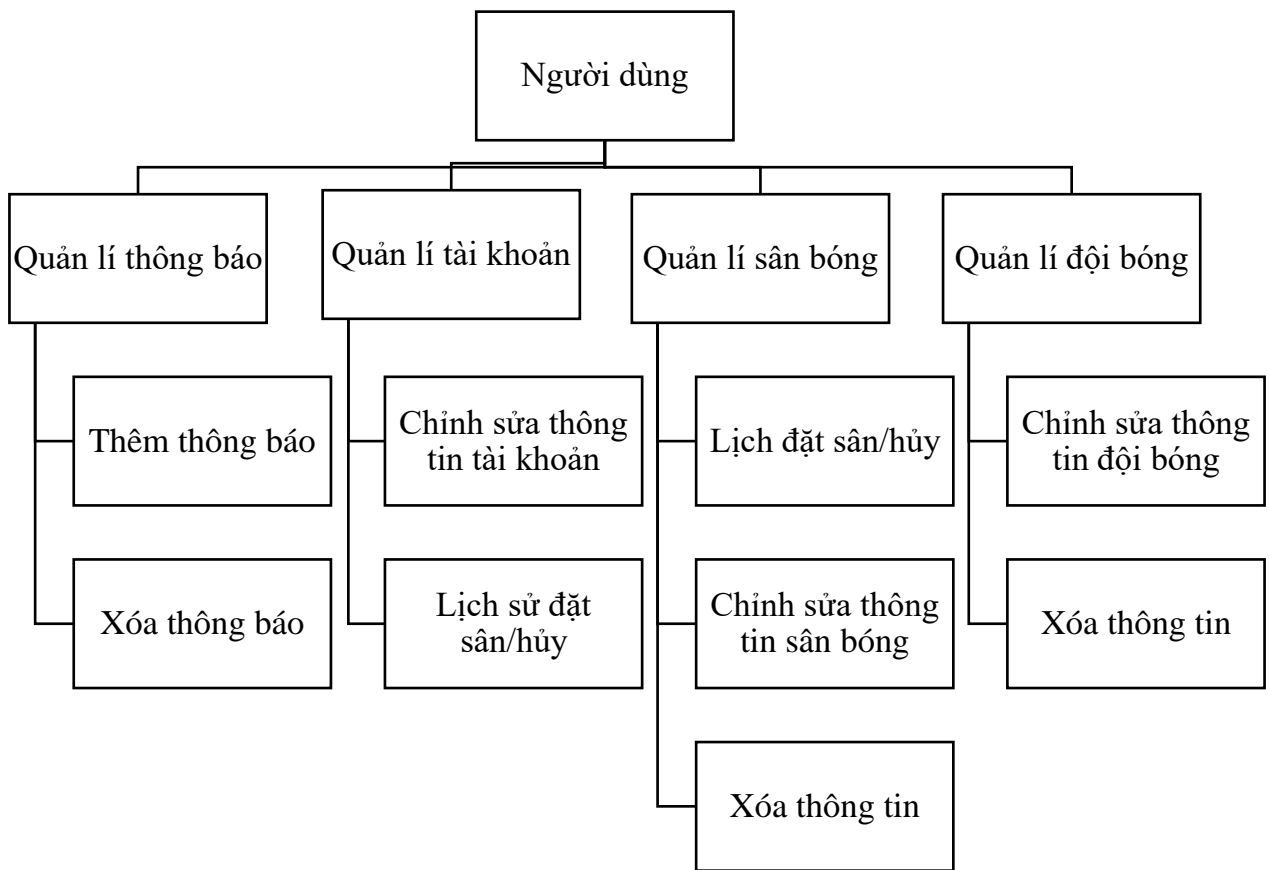 Người dùng
Quản lí thông báo
Quản lí tài khoản
Quản lí sân bóng
Quản lí đội bóng
Thêm thông báo
Chỉnh sửa thông
tin tài khoản
Lịch đặt sân/hủy
Chỉnh sửa thông
tin đội bóng
Xóa thông báo
Lịch sử đặt
sân/hủy
Chỉnh sửa thông
tin sân bóng
Xóa thông tin
Xóa thông tin